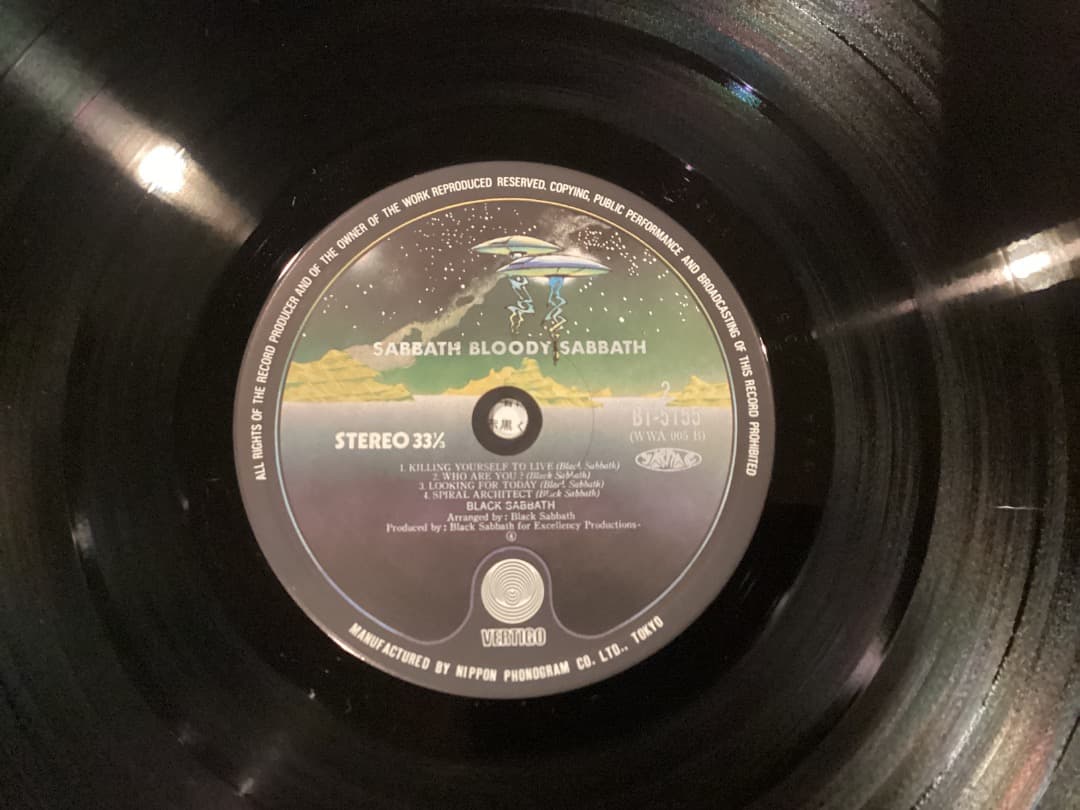 ALL RIGHTS OF THE RECORD PRODUCER AND OF THE OWNER OF THE WORK REPRODUCED RESERVED. COPYING, PUBLIC PERFORMANCE AND BROADCASTING OF THIS RECORD PROHIBITED
SABBATH BLOODY SABBATH
2
BT-5155
(WWA 005 B)
STEREO 33⅓
1. KILLING YOURSELF TO LIVE (Black Sabbath)
2. WHO ARE YOU ? (Black Sabbath)
3. LOOKING FOR TODAY (Black Sabbath)
4. SPIRAL ARCHITECT (Black Sabbath)
BLACK SABBATH
Arranged by : Black Sabbath
Produced by : Black Sabbath for Excellency Productions-
VERTIGO
MANUFACTURED BY NIPPON PHONOGRAM CO. LTD., TOKYO